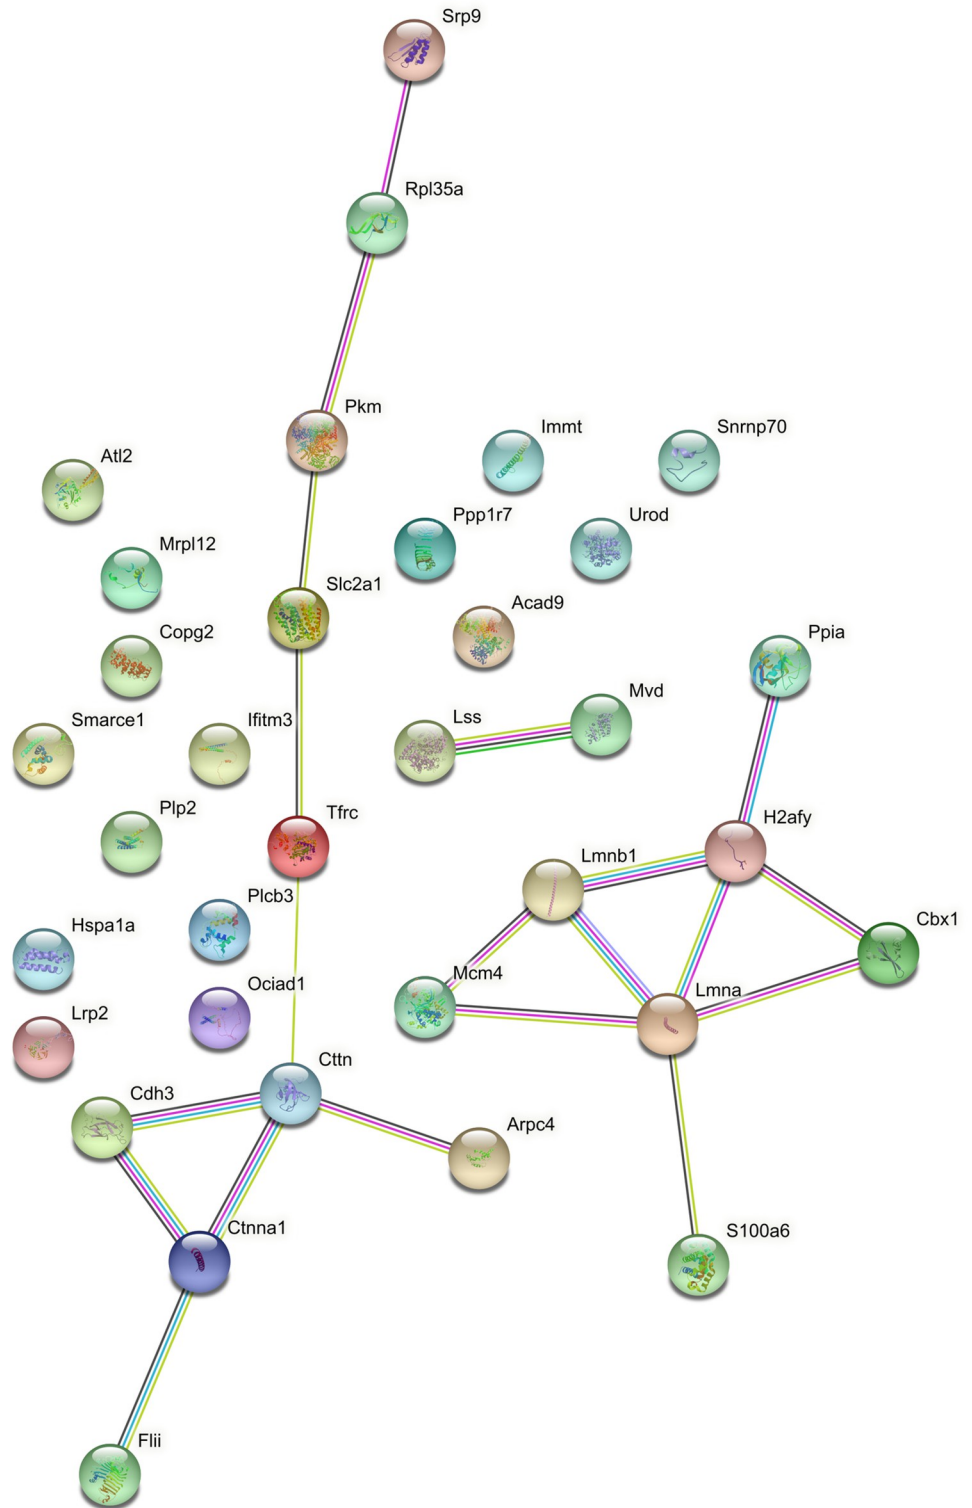 Srp9
Rpl35a
Pkm
Immt
Snrnp70
Atl2
Ppp1r7
Urod
Mrpl12
Slc2a1
Acad9
Copg2
Ppia
Smarce1
Ifitm3
Lss
Mvd
Plp2
Tfrc
H2afy
Lmnb1
Plcb3
Hspa1a
Cbx1
Mcm4
Lmna
Ociad1
Lrp2
Cttn
Cdh3
Arpc4
Ctnna1
S100a6
Flii